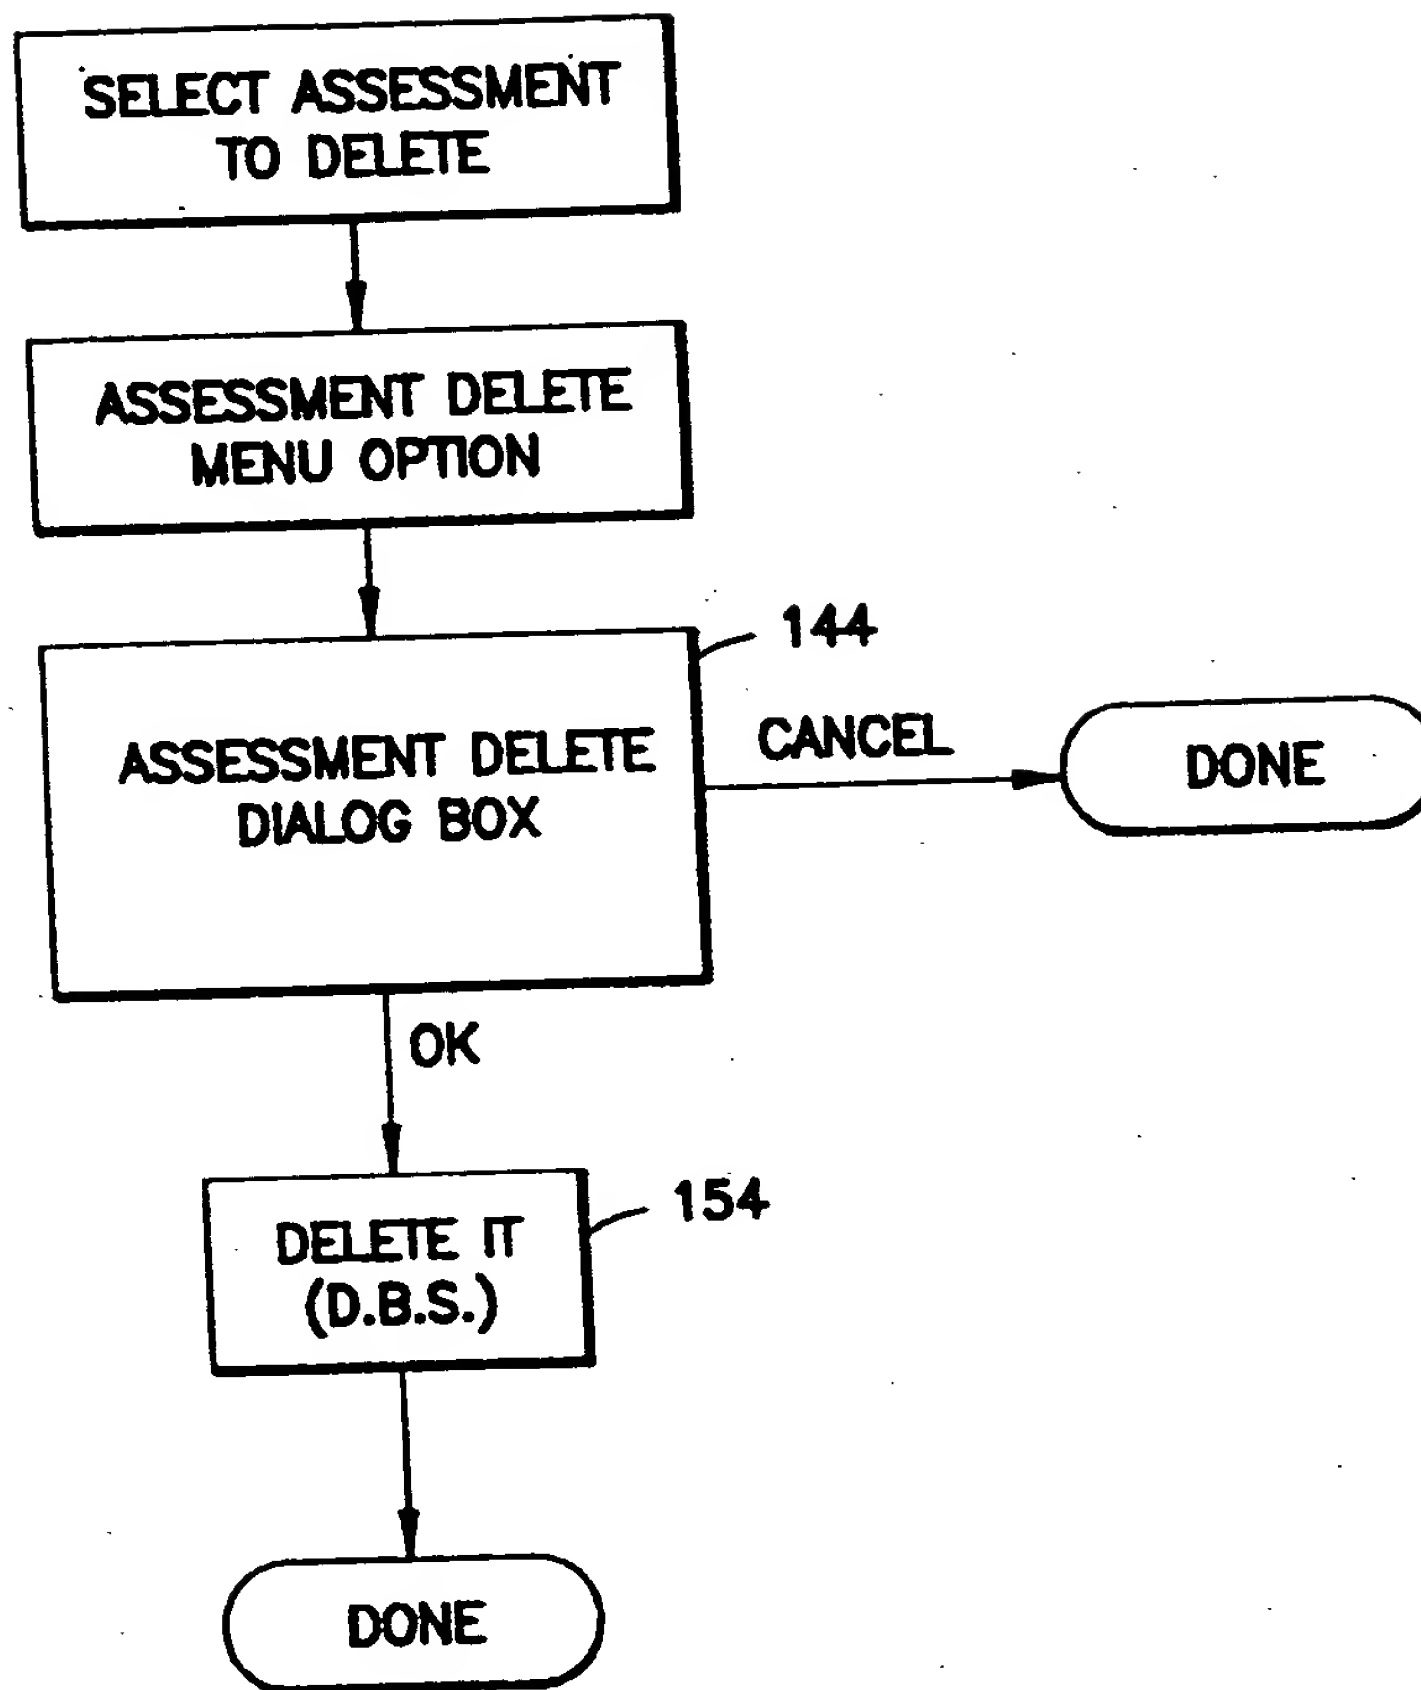 SELECT ASSESSMENT
TO DELETE
ASSESSMENT DELETE
MENU OPTION
144
ASSESSMENT DELETE
DIALOG BOX
CANCEL
DONE
OK
154
DELETE IT
(D.B.S.)
DONE